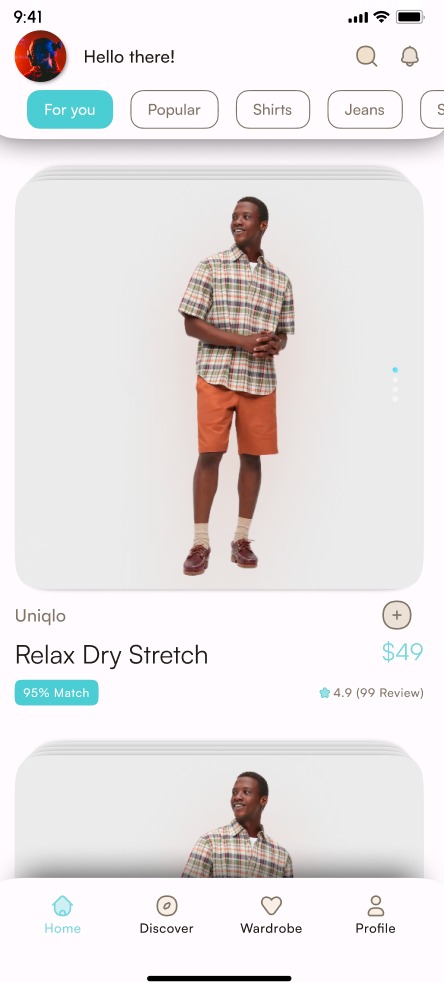 9:41
Hello there!
For you
Popular
Shirts
Jeans
S
Uniqlo
Relax Dry Stretch
$49
95% Match
4.9 (99 Review)
Home
Discover
Wardrobe
Profile